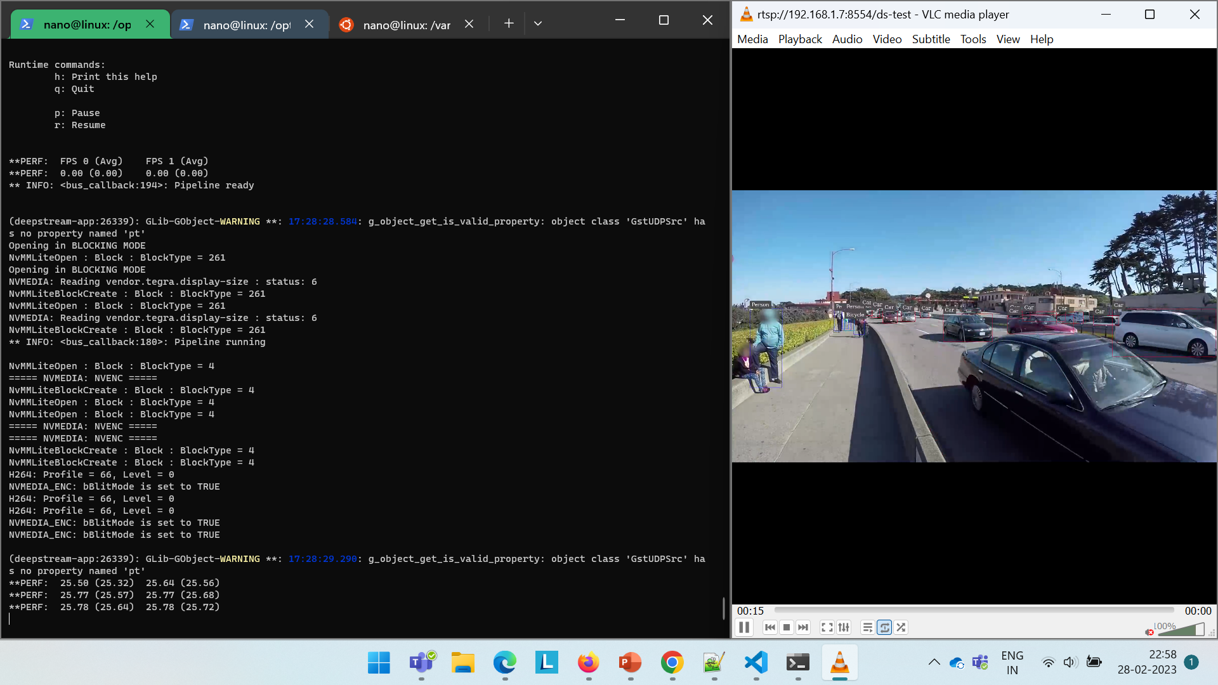 nano@linux: /op
nano@linux: /op
nano@linux: /var
Runtime commands:
h: Print this help
q: Quit
p: Pause
r: Resume
**PERF:  FPS 0 (Avg)    FPS 1 (Avg)
**PERF:  0.00 (0.00)    0.00 (0.00)
** INFO: <bus_callback:194>: Pipeline ready
(deepstream-app:26339): GLib-GObject-WARNING **: 17:28:28.584: g_object_get_is_valid_property: object class 'GstUDPSrc' ha
s no property named 'pt'
Opening in BLOCKING MODE
NvMMLiteOpen : Block : BlockType = 261
Opening in BLOCKING MODE
NVMEDIA: Reading vendor.tegra.display-size : status: 6
NvMMLiteBlockCreate : Block : BlockType = 261
NvMMLiteOpen : Block : BlockType = 261
NVMEDIA: Reading vendor.tegra.display-size : status: 6
NvMMLiteBlockCreate : Block : BlockType = 261
** INFO: <bus_callback:180>: Pipeline running
NvMMLiteOpen : Block : BlockType = 4
===== NVMEDIA: NVENC =====
NvMMLiteBlockCreate : Block : BlockType = 4
NvMMLiteOpen : Block : BlockType = 4
NvMMLiteOpen : Block : BlockType = 4
===== NVMEDIA: NVENC =====
===== NVMEDIA: NVENC =====
NvMMLiteBlockCreate : Block : BlockType = 4
NvMMLiteBlockCreate : Block : BlockType = 4
H264: Profile = 66, Level = 0
NVMEDIA_ENC: bBlitMode is set to TRUE
H264: Profile = 66, Level = 0
H264: Profile = 66, Level = 0
NVMEDIA_ENC: bBlitMode is set to TRUE
NVMEDIA_ENC: bBlitMode is set to TRUE
(deepstream-app:26339): GLib-GObject-WARNING **: 17:28:29.290: g_object_get_is_valid_property: object class 'GstUDPSrc' ha
s no property named 'pt'
**PERF:  25.50 (25.32)  25.64 (25.56)
**PERF:  25.77 (25.57)  25.77 (25.68)
**PERF:  25.78 (25.64)  25.78 (25.72)
rtsp://192.168.1.7:8554/ds-test - VLC media player
Media Playback Audio Video Subtitle Tools View Help
Person
Bicycle
Car
Car
Car
Car
Car
00:15
00:00
100%
ENG
IN
22:58
28-02-2023
1